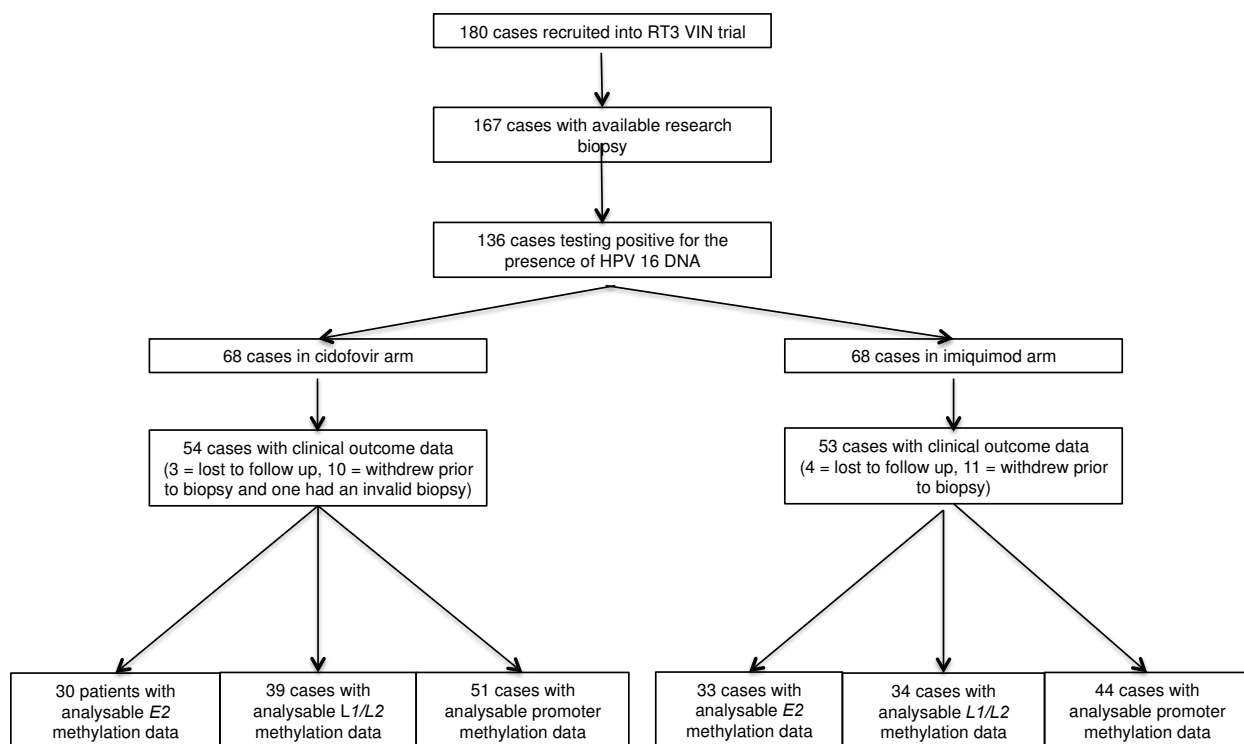 180 cases recruited into RT3 VIN trial
167 cases with available research
biopsy
136 cases testing positive for the
presence of HPV 16 DNA
68 cases in cidofovir arm
68 cases in imiquimod arm
54 cases with clinical outcome data
(3 = lost to follow up, 10 = withdrew prior
to biopsy and one had an invalid biopsy)
53 cases with clinical outcome data
(4 = lost to follow up, 11 = withdrew prior
to biopsy)
30 patients with
analysable E2
methylation data
39 cases with
analysable L1/L2
methylation data
51 cases with
analysable promoter
methylation data
33 cases with
analysable E2
methylation data
34 cases with
analysable L1/L2
methylation data
44 cases with
analysable promoter
methylation data